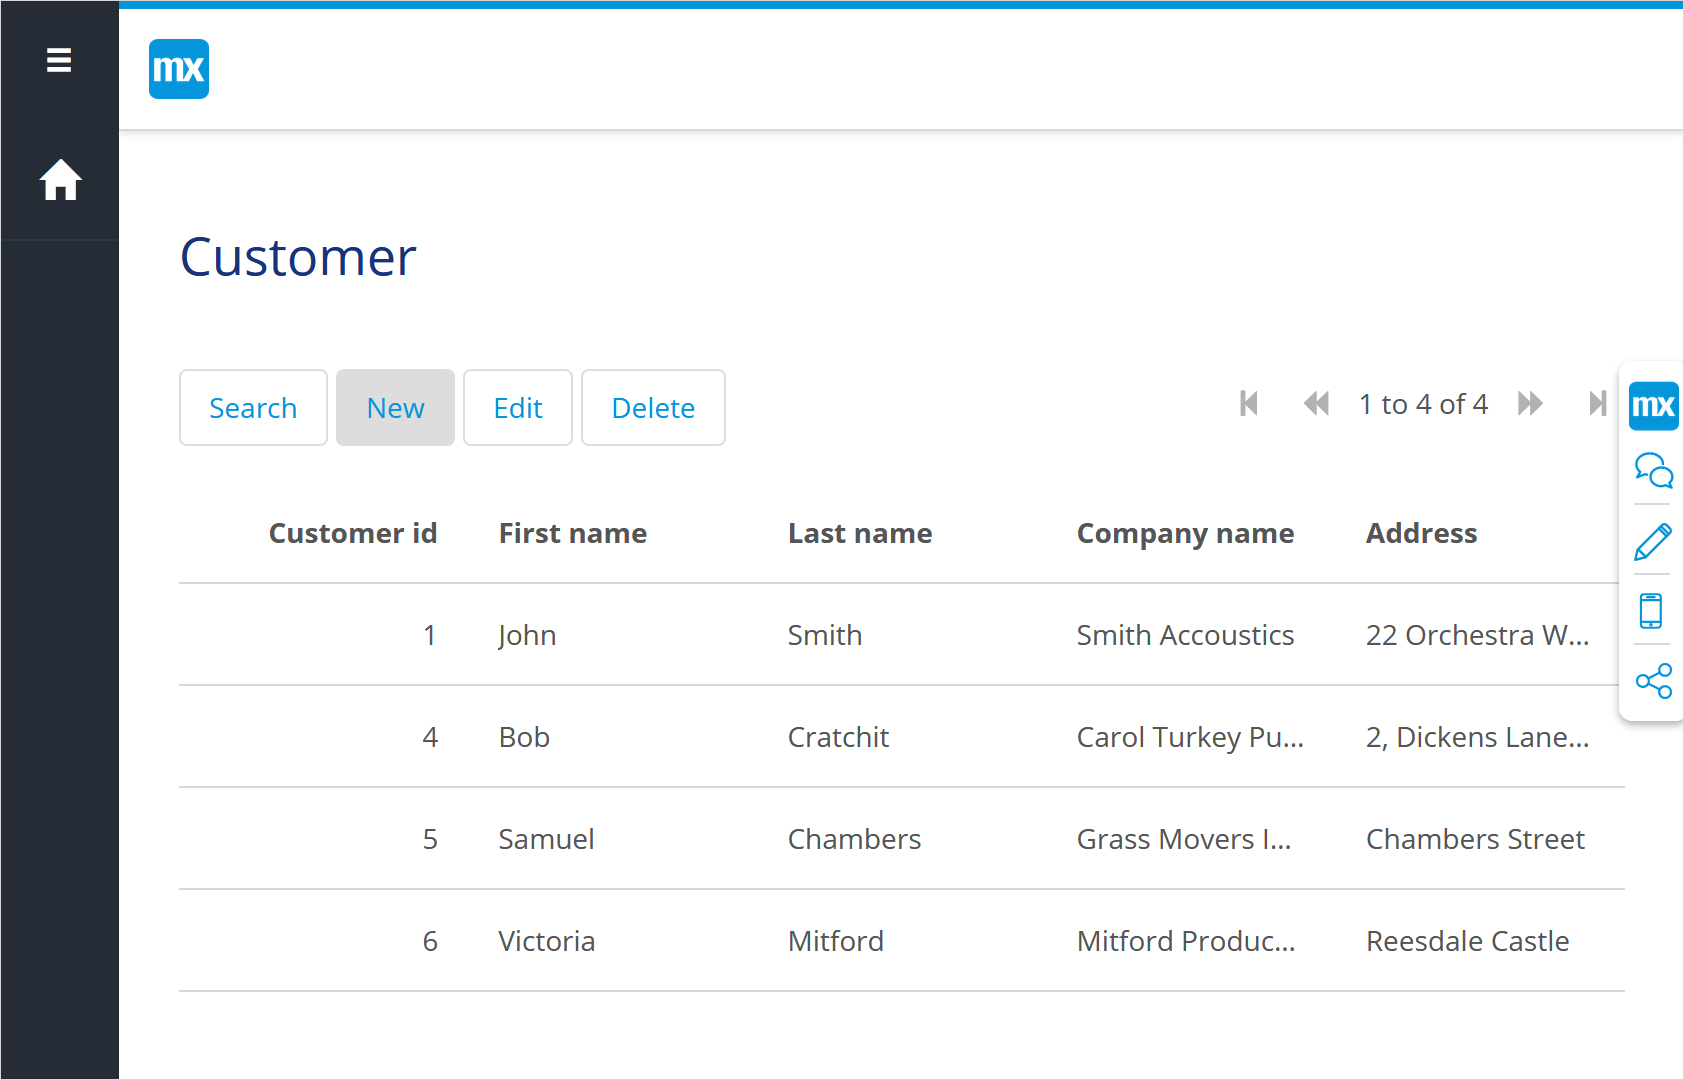 mx
Customer
Search New Edit Delete 1 to 4 of 4
mx
Customer id First name Last name Company name Address
1 John Smith Smith Accoustics 22 Orchestra W...
4 Bob Cratchit Carol Turkey Pu... 2, Dickens Lane...
5 Samuel Chambers Grass Movers I... Chambers Street
6 Victoria Mitford Mitford Produc... Reesdale Castle